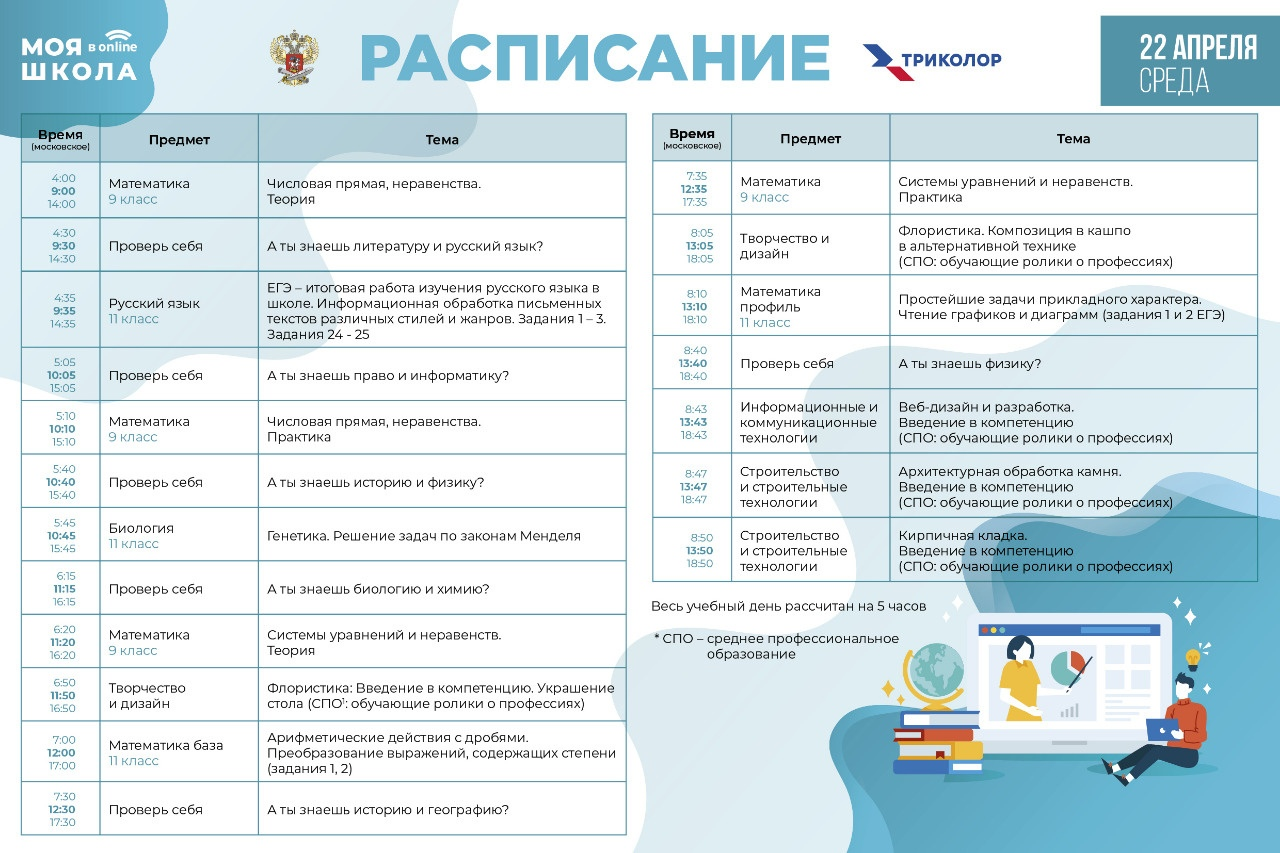 МОЯ в online
ШКОЛА
РАСПИСАНИЕ
ТРИКОЛОР
22 АПРЕЛЯ
СРЕДА
Время
(московское)
Предмет
Тема
4:00
9:00
14:00
Математика
9 класс
Числовая прямая, неравенства.
Теория
4:30
9:30
14:30
Проверь себя
А ты знаешь литературу и русский язык?
4:35
9:35
14:35
Русский язык
11 класс
ЕГЭ – итоговая работа изучения русского языка в
школе. Информационная обработка письменных
текстов различных стилей и жанров. Задания 1 – 3.
Задания 24 - 25
5:05
10:05
15:05
Проверь себя
А ты знаешь право и информатику?
5:10
10:10
15:10
Математика
9 класс
Числовая прямая, неравенства.
Практика
5:40
10:40
15:40
Проверь себя
А ты знаешь историю и физику?
5:45
10:45
15:45
Биология
11 класс
Генетика. Решение задач по законам Менделя
6:15
11:15
16:15
Проверь себя
А ты знаешь биологию и химию?
6:20
11:20
16:20
Математика
9 класс
Системы уравнений и неравенств.
Теория
6:50
11:50
16:50
Творчество
и дизайн
Флористика: Введение в компетенцию. Украшение
стола (СПО¹: обучающие ролики о профессиях)
7:00
12:00
17:00
Математика база
11 класс
Арифметические действия с дробями.
Преобразование выражений, содержащих степени
(задания 1, 2)
7:30
12:30
17:30
Проверь себя
А ты знаешь историю и географию?
Время
(московское)
Предмет
Тема
7:35
12:35
17:35
Математика
9 класс
Системы уравнений и неравенств.
Практика
8:05
13:05
18:05
Творчество и
дизайн
Флористика. Композиция в кашпо
в альтернативной технике
(СПО: обучающие ролики о профессиях)
8:10
13:10
18:10
Математика
профиль
11 класс
Простейшие задачи прикладного характера.
Чтение графиков и диаграмм (задания 1 и 2 ЕГЭ)
8:40
13:40
18:40
Проверь себя
А ты знаешь физику?
8:43
13:43
18:43
Информационные и
коммуникационные
технологии
Веб-дизайн и разработка.
Введение в компетенцию
(СПО: обучающие ролики о профессиях)
8:47
13:47
18:47
Строительство
и строительные
технологии
Архитектурная обработка камня.
Введение в компетенцию
(СПО: обучающие ролики о профессиях)
8:50
13:50
18:50
Строительство
и строительные
технологии
Кирпичная кладка.
Введение в компетенцию
(СПО: обучающие ролики о профессиях)
Весь учебный день рассчитан на 5 часов
* СПО – среднее профессиональное
образование